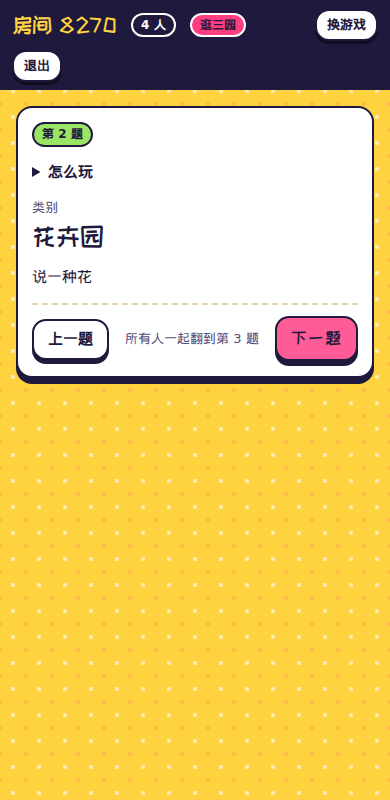 房间 8270 4 人 逛三园 换游戏
退出
第 2 题
怎么玩
类别
花卉园
说一种花
上一题 所有人一起翻到第 3 题 下一题